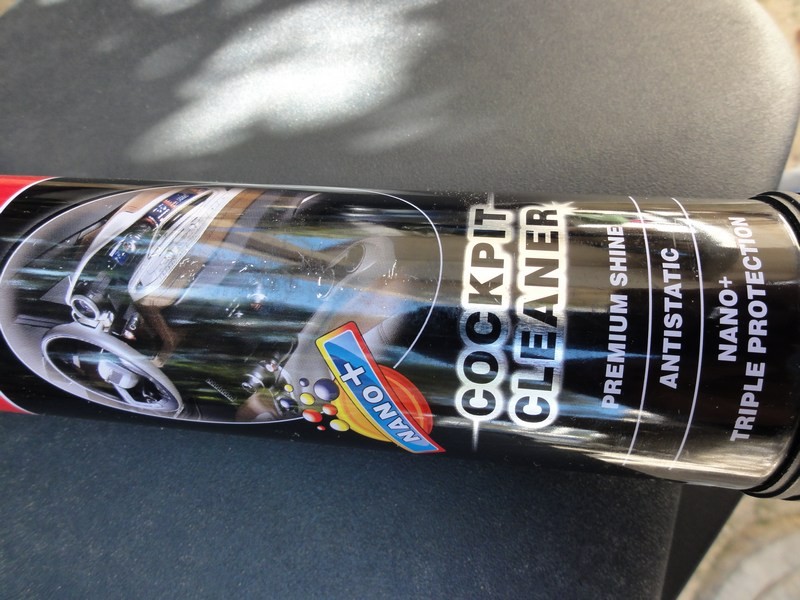 NANO+
COCKPIT
CLEANER
PREMIUM SHINE
ANTISTATIC
NANO+
TRIPLE PROTECTION